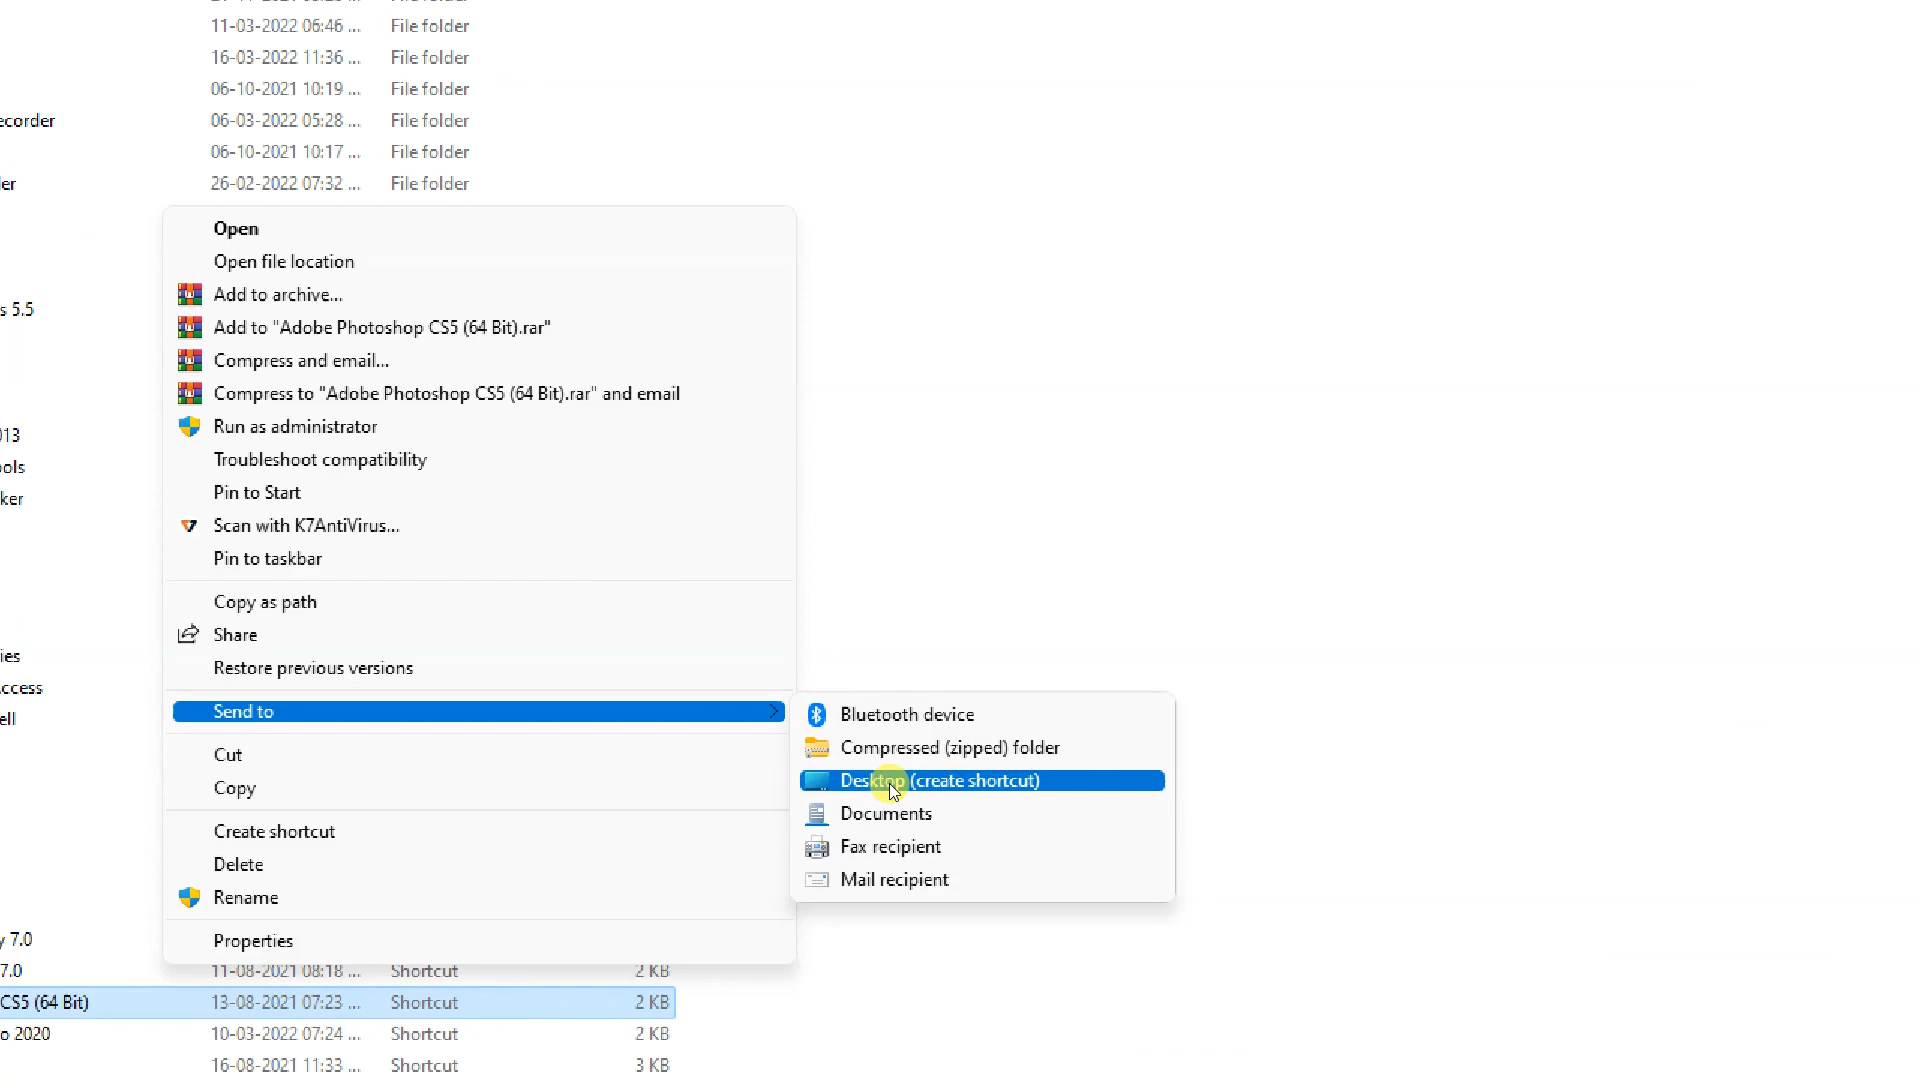 11-03-2022 06:46 ... File folder
16-03-2022 11:36 ... File folder
06-10-2021 10:19 ... File folder
ecorder 06-03-2022 05:28 ... File folder
06-10-2021 10:17 ... File folder
er 26-02-2022 07:32 ... File folder
Open
Open file location
Add to archive...
s 5.5
Add to "Adobe Photoshop CS5 (64 Bit).rar"
Compress and email...
Compress to "Adobe Photoshop CS5 (64 Bit).rar" and email
Run as administrator
013
Troubleshoot compatibility
ools
Pin to Start
ker
Scan with K7AntiVirus...
Pin to taskbar
Copy as path
Share
ies
Restore previous versions
ccess
Send to
ell
Bluetooth device
Compressed (zipped) folder
Cut
Desktop (create shortcut)
Copy
Documents
Create shortcut
Fax recipient
Delete
Mail recipient
Rename
y 7.0
Properties
7.0 11-08-2021 08:18 ... Shortcut 2 KB
CS5 (64 Bit) 13-08-2021 07:23 ... Shortcut 2 KB
o 2020 10-03-2022 07:24 ... Shortcut 2 KB
16-08-2021 11:33 ... Shortcut 3 KB